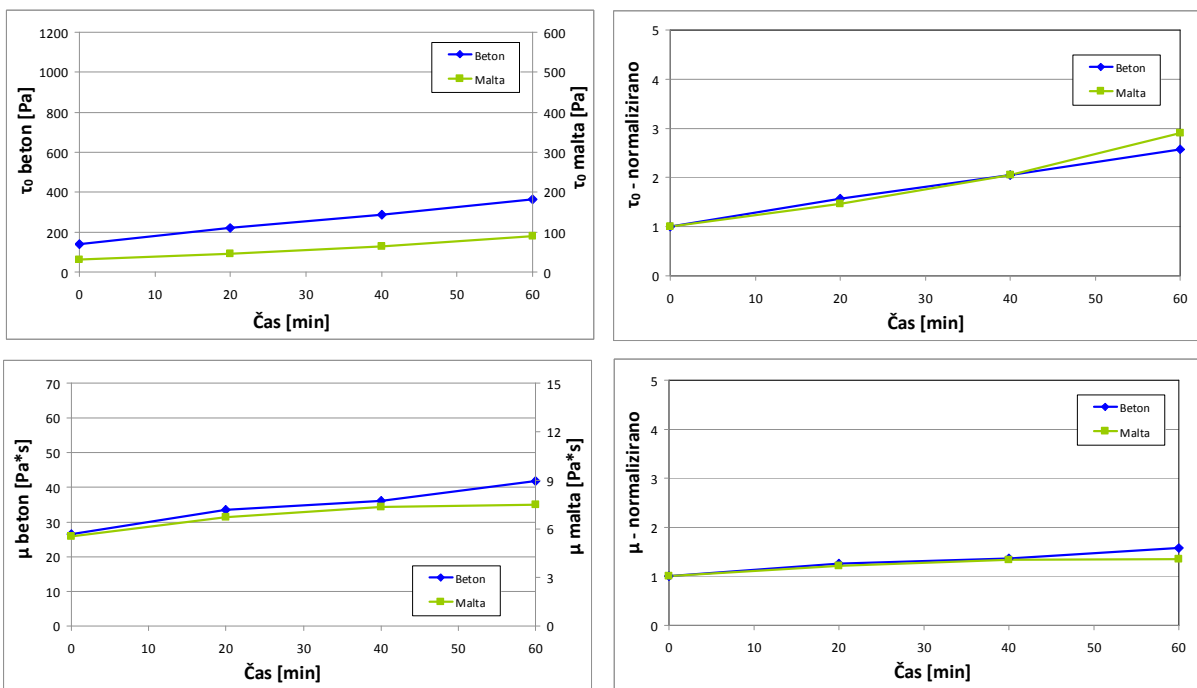 1200
1000
800
600
400
200
0
τ₀ beton [Pa]
600
500
400
300
200
100
0
τ₀ malta [Pa]
Beton
Malta
0 10 20 30 40 50 60
Čas [min]
5
4
3
2
1
0
τ₀ - normalizirano
Beton
Malta
0 10 20 30 40 50 60
Čas [min]
70
60
50
40
30
20
10
0
μ beton [Pa*s]
15
12
9
6
3
0
μ malta [Pa*s]
Beton
Malta
0 10 20 30 40 50 60
Čas [min]
5
4
3
2
1
0
μ - normalizirano
Beton
Malta
0 10 20 30 40 50 60
Čas [min]